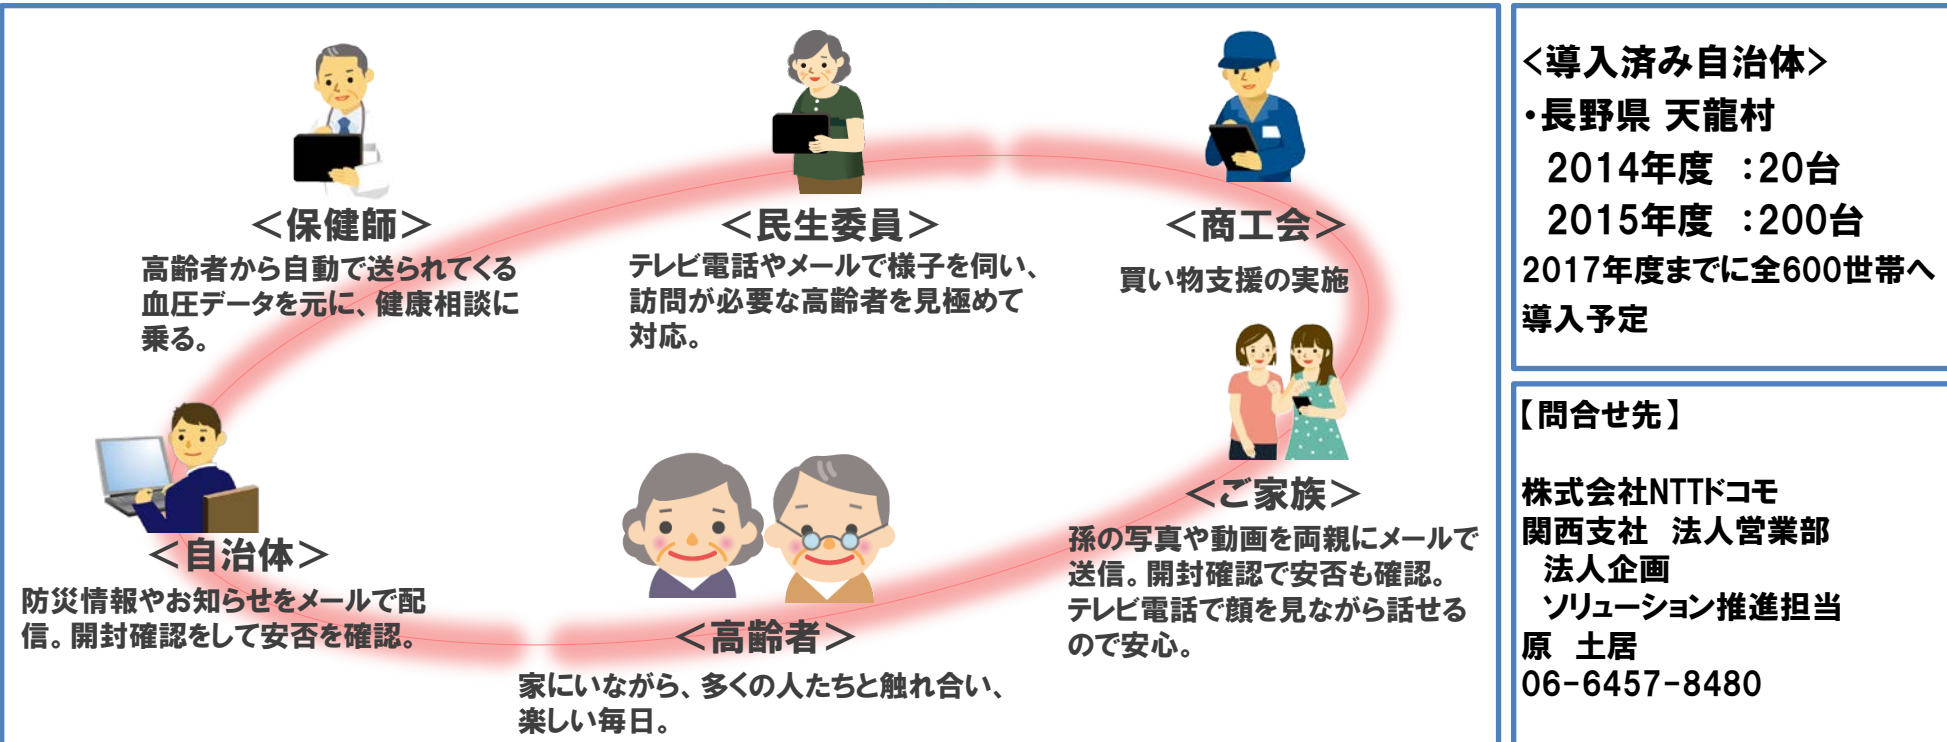 ＜保健師＞
高齢者から自動で送られてくる
血圧データを元に、健康相談に
乗る。
＜民生委員＞
テレビ電話やメールで様子を伺い、
訪問が必要な高齢者を見極めて
対応。
＜商工会＞
買い物支援の実施
＜自治体＞
防災情報やお知らせをメールで配
信。開封確認をして安否を確認。
＜高齢者＞
家にいながら、多くの人たちと触れ合い、
楽しい毎日。
＜ご家族＞
孫の写真や動画を両親にメールで
送信。開封確認で安否も確認。
テレビ電話で顔を見ながら話せる
ので安心。
＜導入済み自治体＞
・長野県 天龍村
2014年度 ：20台
2015年度 ：200台
2017年度までに全600世帯へ
導入予定
【問合せ先】
株式会社NTTドコモ
関西支社 法人営業部
法人企画
ソリューション推進担当
原 土居
06-6457-8480